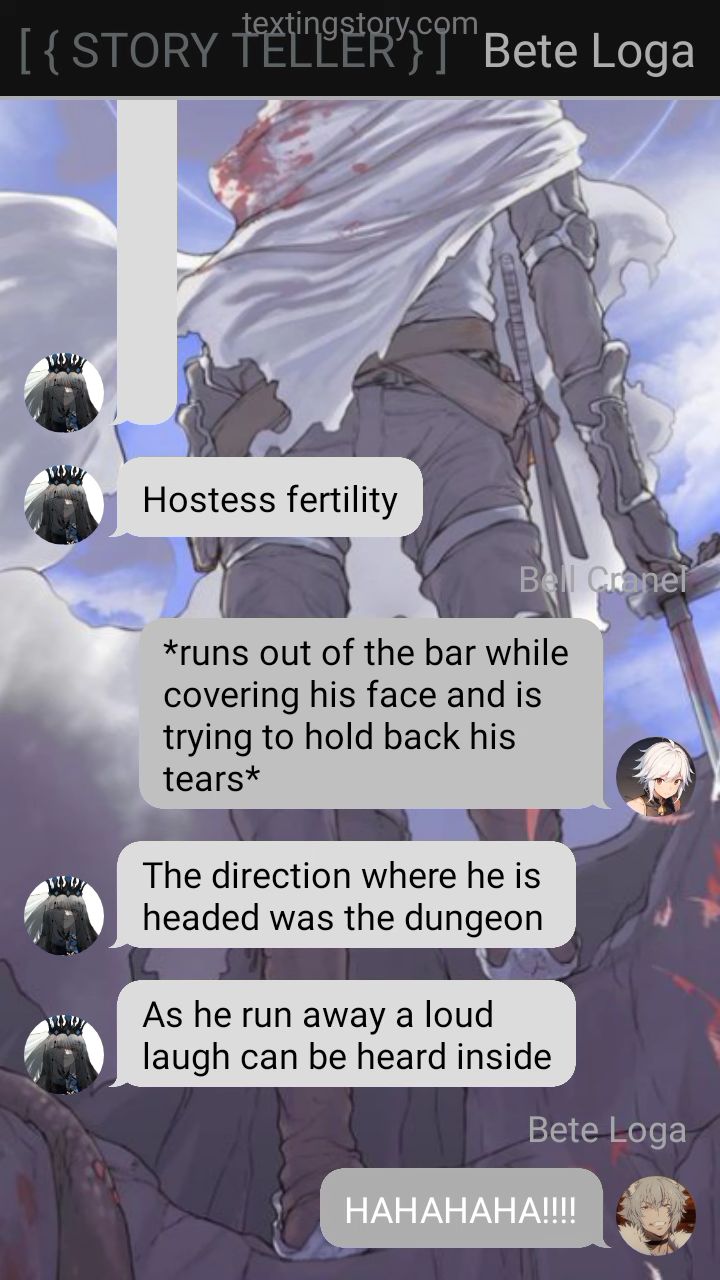 textingstory.com
[ { STORY TELLER } ] Bete Loga
Hostess fertility
Bell Cranel
*runs out of the bar while
covering his face and is
trying to hold back his
tears*
The direction where he is
headed was the dungeon
As he run away a loud
laugh can be heard inside
Bete Loga
HAHAHAHA!!!!